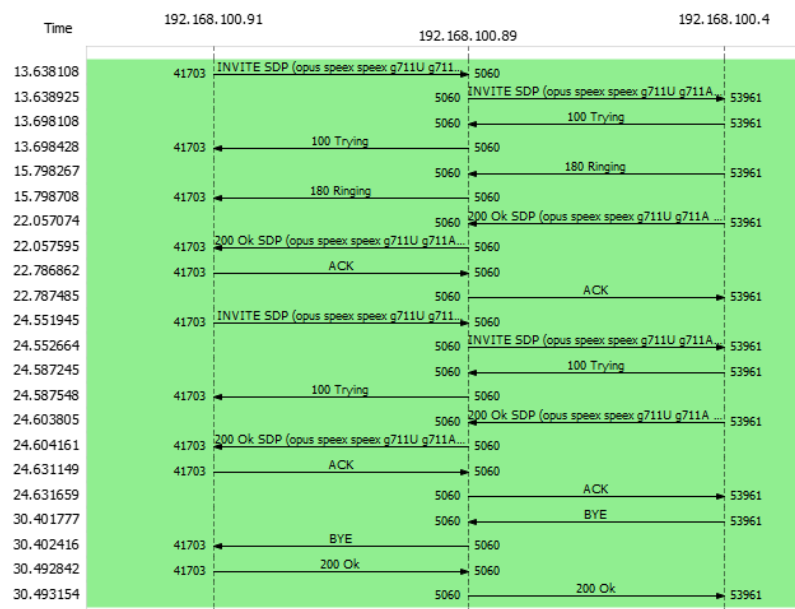 Time 192.168.100.91 192.168.100.89 192.168.100.4
13.638108 41703 INVITE SDP (opus speex speex g711U g711... 5060
13.638925 5060 INVITE SDP (opus speex speex g711U g711A... 53961
13.698108 5060 100 Trying 53961
13.698428 41703 100 Trying 5060
15.798267 5060 180 Ringing 53961
15.798708 41703 180 Ringing 5060
22.057074 5060 200 Ok SDP (opus speex speex g711U g711A ... 53961
22.057595 41703 200 Ok SDP (opus speex speex g711U g711A... 5060
22.786862 41703 ACK 5060
22.787485 5060 ACK 53961
24.551945 41703 INVITE SDP (opus speex speex g711U g711... 5060
24.552664 5060 INVITE SDP (opus speex speex g711U g711A... 53961
24.587245 5060 100 Trying 53961
24.587548 41703 100 Trying 5060
24.603805 5060 200 Ok SDP (opus speex speex g711U g711A ... 53961
24.604161 41703 200 Ok SDP (opus speex speex g711U g711A... 5060
24.631149 41703 ACK 5060
24.631659 5060 ACK 53961
30.401777 5060 BYE 53961
30.402416 41703 BYE 5060
30.492842 41703 200 Ok 5060
30.493154 5060 200 Ok 53961